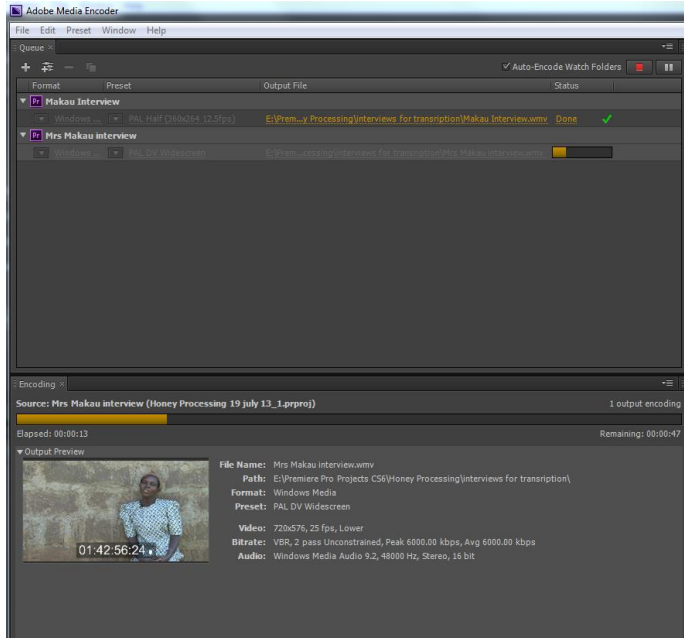 Adobe Media Encoder
File Edit Preset Window Help
Queue ×
Auto-Encode Watch Folders
Format Preset Output File Status
Pr Makau Interview
Windows ... PAL Half (360x264 12.5fps) E:\Prem...y Processing\interviews for transription\Makau Interview.wmv Done
Pr Mrs Makau interview
Windows ... PAL DV Widescreen E:\Prem...cessing\interviews for transription\Mrs Makau interview.wmv
Encoding ×
Source: Mrs Makau interview (Honey Processing 19 july 13_1.prproj) 1 output encoding
Elapsed: 00:00:13 Remaining: 00:00:47
Output Preview
File Name: Mrs Makau interview.wmv
Path: E:\Premiere Pro Projects CS6\Honey Processing\interviews for transription\
Format: Windows Media
Preset: PAL DV Widescreen
Video: 720x576, 25 fps, Lower
Bitrate: VBR, 2 pass Unconstrained, Peak 6000.00 kbps, Avg 6000.00 kbps
Audio: Windows Media Audio 9.2, 48000 Hz, Stereo, 16 bit
01:42:56:24